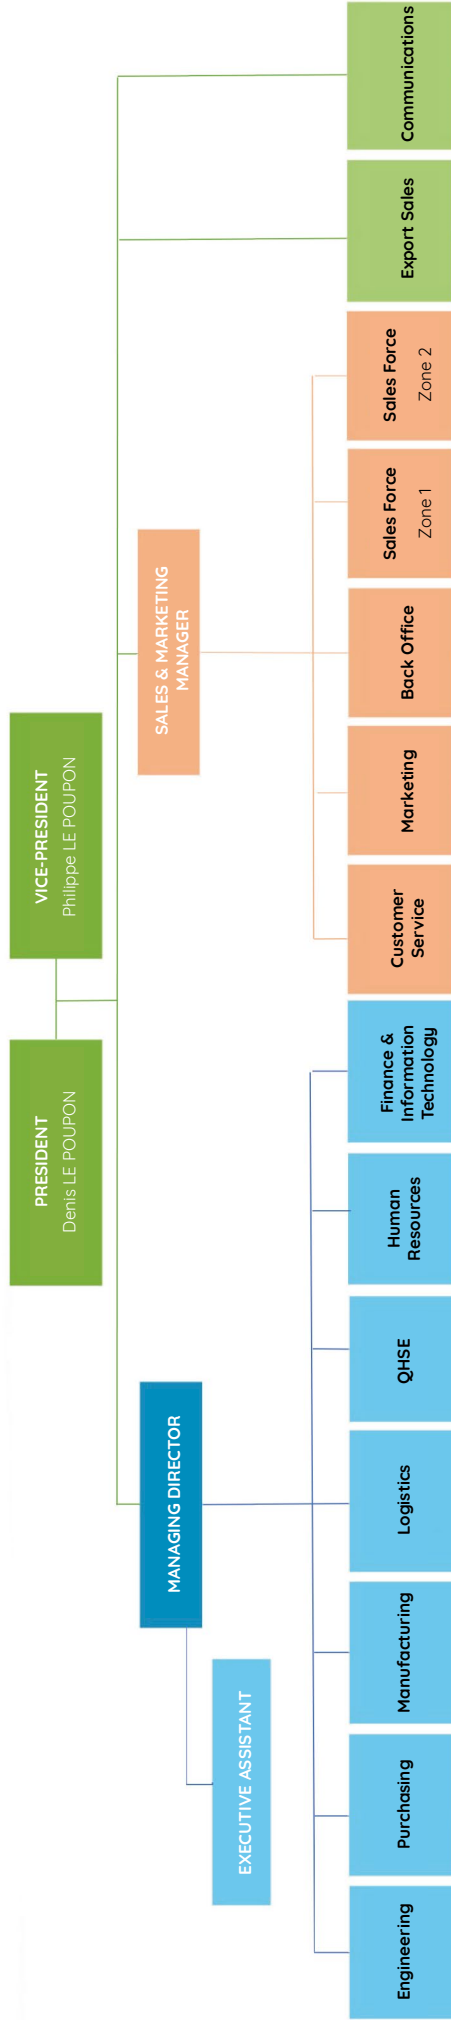 PRESIDENT
Denis LE POUPON
VICE-PRESIDENT
Philippe LE POUPON
MANAGING DIRECTOR
SALES & MARKETING
MANAGER
EXECUTIVE ASSISTANT
Engineering
Purchasing
Manufacturing
Logistics
QHSE
Human
Resources
Finance &
Information
Technology
Customer
Service
Marketing
Back Office
Sales Force
Zone 1
Sales Force
Zone 2
Export Sales
Communications